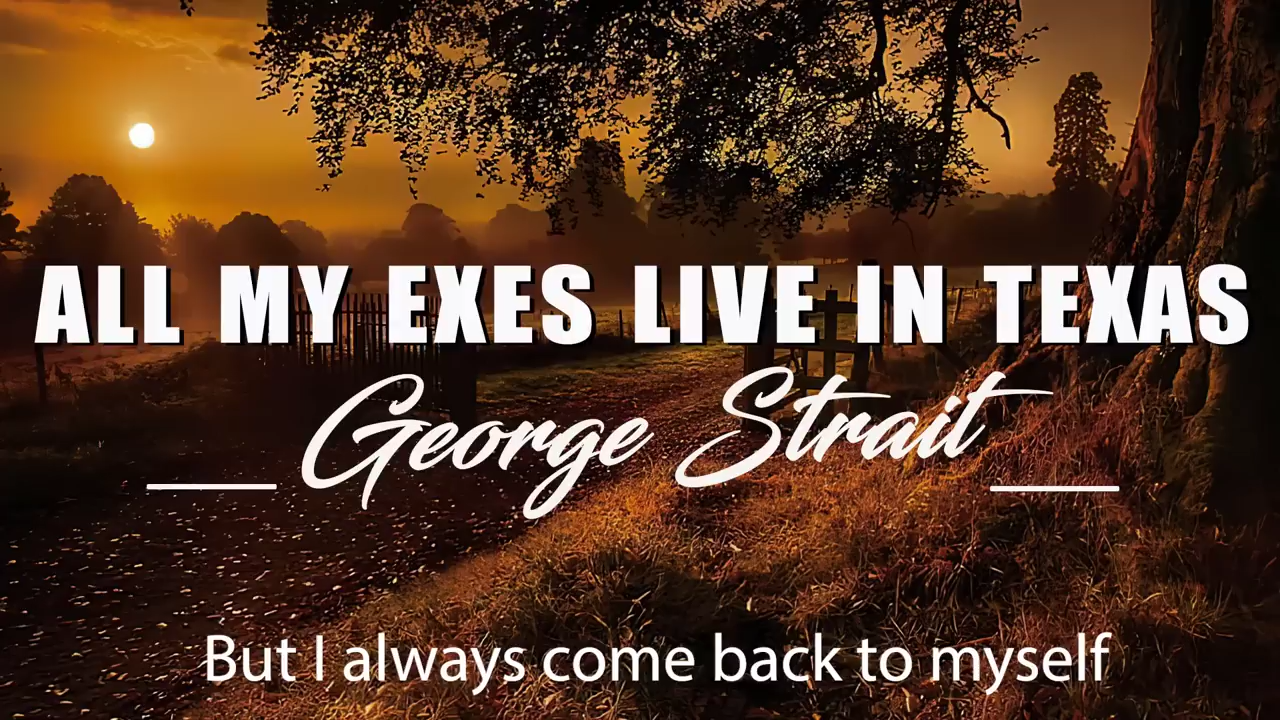 ALL MY EXES LIVE IN TEXAS
George Strait
But I always come back to myself